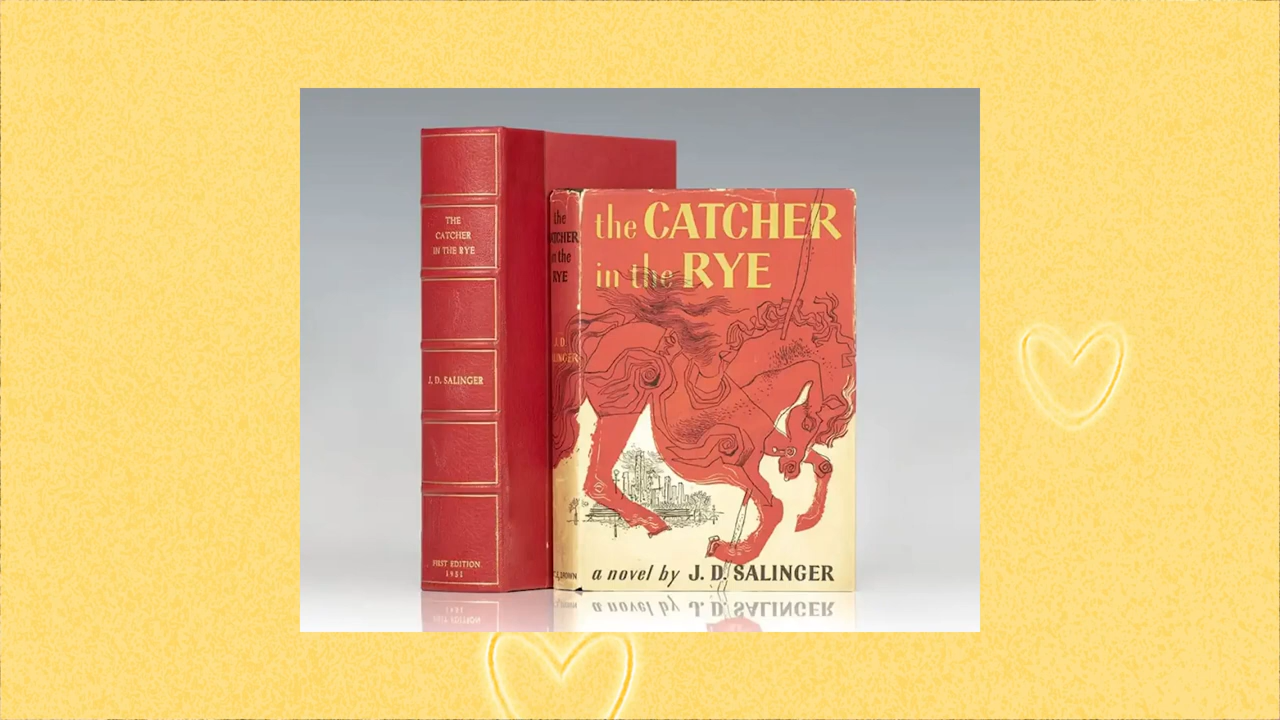 THE
CATCHER
IN THE RYE
J. D. SALINGER
FIRST EDITION
1951
the
CATCHER
in the
RYE
J. D.
SALINGER
the CATCHER
in the RYE
a novel by J. D. SALINGER